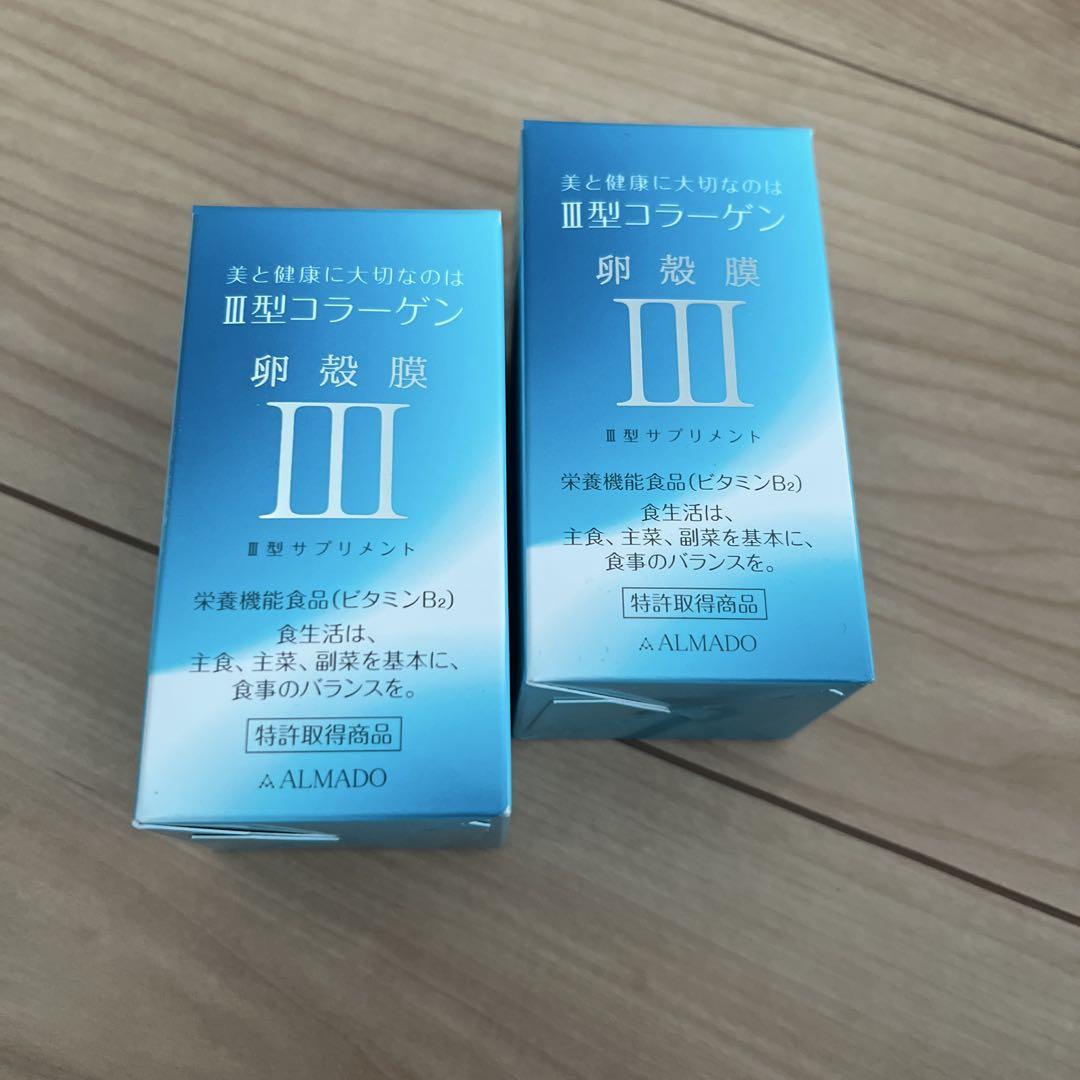 美と健康に大切なのは
Ⅲ型コラーゲン
卵殻膜
Ⅲ
Ⅲ型サプリメント
栄養機能食品(ビタミンB₂)
食生活は、
主食、主菜、副菜を基本に、
食事のバランスを。
特許取得商品
ALMADO
美と健康に大切なのは
Ⅲ型コラーゲン
卵殻膜
Ⅲ
Ⅲ型サプリメント
栄養機能食品(ビタミンB₂)
食生活は、
主食、主菜、副菜を基本に、
食事のバランスを。
特許取得商品
ALMADO